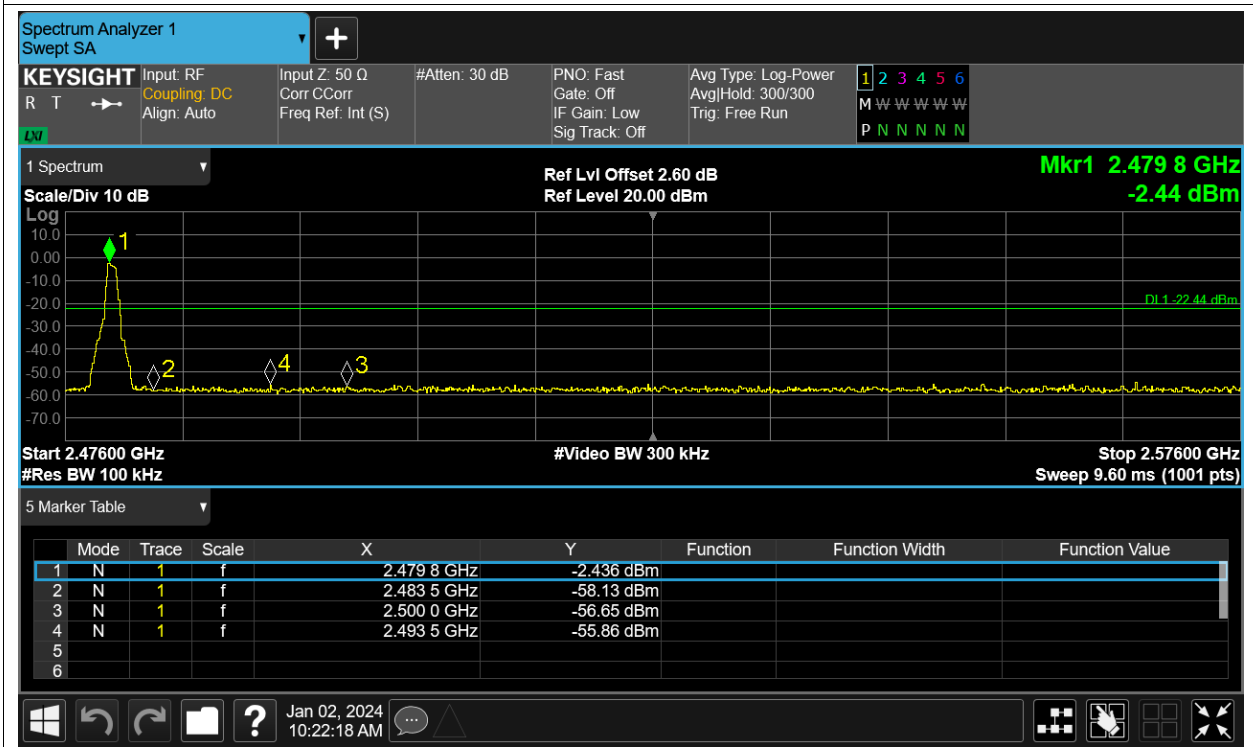 Spectrum Analyzer 1
Swept SA
KEYSIGHT
R T
LXI
Input: RF
Coupling: DC
Align: Auto
Input Z: 50 Ω
Corr CCorr
Freq Ref: Int (S)
#Atten: 30 dB
PNO: Fast
Gate: Off
IF Gain: Low
Sig Track: Off
Avg Type: Log-Power
Avg|Hold: 300/300
Trig: Free Run
1 2 3 4 5 6
M W W W W W
P N N N N N
1 Spectrum
Scale/Div 10 dB
Ref Lvl Offset 2.60 dB
Ref Level 20.00 dBm
Mkr1 2.479 8 GHz
-2.44 dBm
Log
10.0
0.00
-10.0
-20.0
-30.0
-40.0
-50.0
-60.0
-70.0
1
2
4
3
DL1 -22.44 dBm
Start 2.47600 GHz
#Res BW 100 kHz
#Video BW 300 kHz
Stop 2.57600 GHz
Sweep 9.60 ms (1001 pts)
5 Marker Table
Mode Trace Scale X Y Function Function Width Function Value
1 N 1 f 2.479 8 GHz -2.436 dBm
2 N 1 f 2.483 5 GHz -58.13 dBm
3 N 1 f 2.500 0 GHz -56.65 dBm
4 N 1 f 2.493 5 GHz -55.86 dBm
5
6
?
Jan 02, 2024
10:22:18 AM